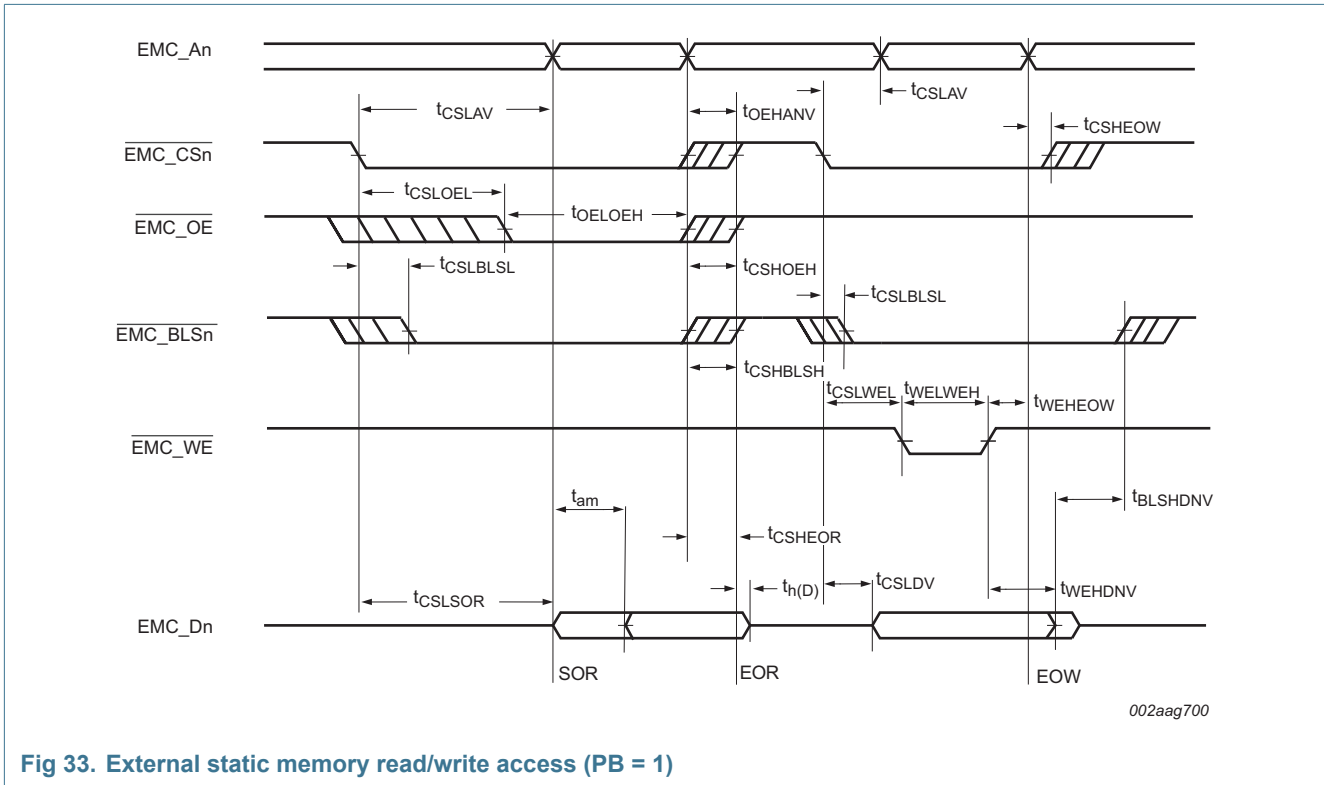 EMC_An
tCSLAV
tCSLAV
tOEHANV
tCSHEOW
EMC_CSn
tCSLOEL
tOELOEH
EMC_OE
tCSLBLSL
tCSHOEH
tCSLBLSL
EMC_BLSn
tCSHBLSH
tCSLWEL
tWELWEH
tWEHEOW
EMC_WE
tam
tBLSHDNV
tCSHEOR
tCSLSOR
th(D)
tCSLDV
tWEHDNV
EMC_Dn
SOR
EOR
EOW
002aag700
Fig 33. External static memory read/write access (PB = 1)